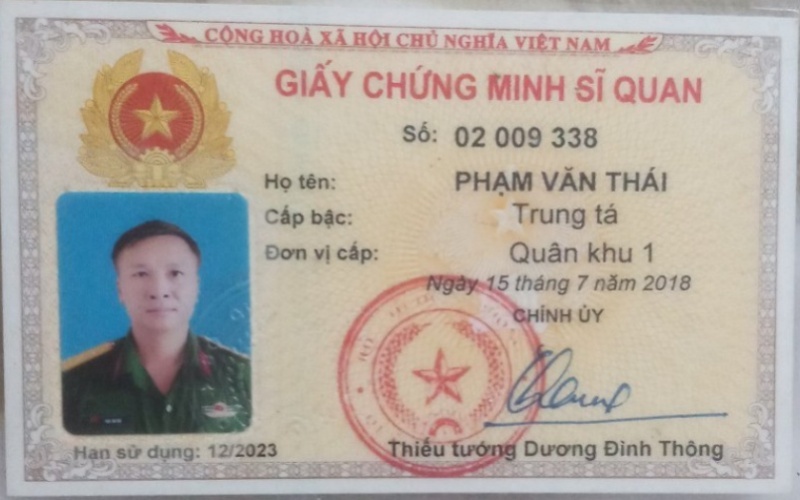 CỘNG HOÀ XÃ HỘI CHỦ NGHĨA VIỆT NAM
GIẤY CHỨNG MINH SĨ QUAN
Số: 02 009 338
Họ tên: PHẠM VĂN THÁI
Cấp bậc: Trung tá
Đơn vị cấp: Quân khu 1
Ngày 15 tháng 7 năm 2018
CHÍNH ỦY
Hạn sử dụng: 12/2023
Thiếu tướng Dương Đình Thông